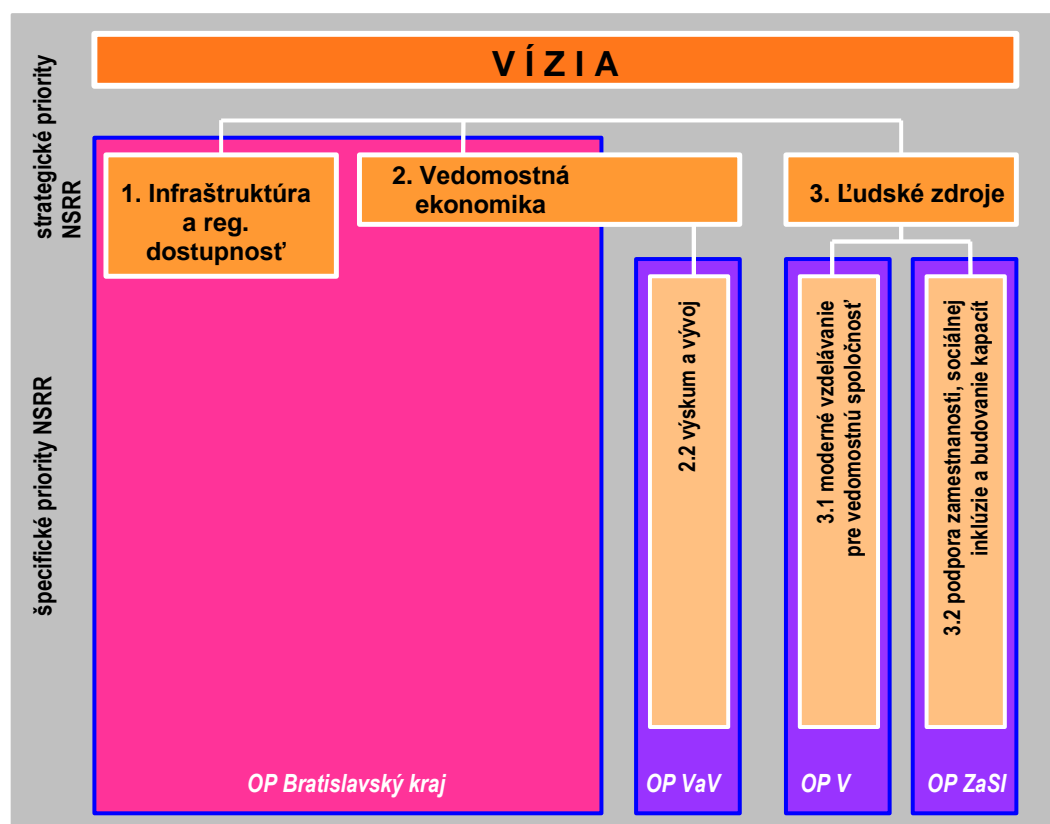 V Í Z I A
strategické priority
NSRR
1. Infraštruktúra
a reg.
dostupnosť
2. Vedomostná
ekonomika
3. Ľudské zdroje
špecifické priority NSRR
2.2 výskum a vývoj
3.1 moderné vzdelávanie
pre vedomostnú spoločnosť
3.2 podpora zamestnanosti, sociálnej
inklúzie a budovanie kapacít
OP Bratislavský kraj
OP VaV
OP V
OP ZaSI